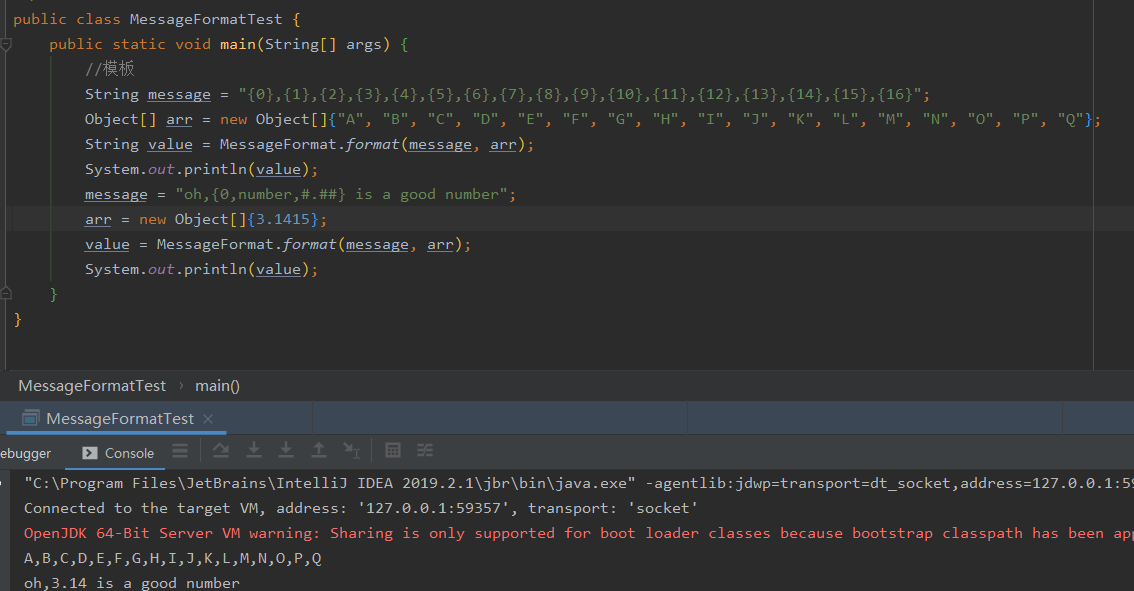 public class MessageFormatTest {
public static void main(String[] args) {
//模板
String message = "{0},{1},{2},{3},{4},{5},{6},{7},{8},{9},{10},{11},{12},{13},{14},{15},{16}";
Object[] arr = new Object[]{"A", "B", "C", "D", "E", "F", "G", "H", "I", "J", "K", "L", "M", "N", "O", "P", "Q"};
String value = MessageFormat.format(message, arr);
System.out.println(value);
message = "oh,{0,number,#.##} is a good number";
arr = new Object[]{3.1415};
value = MessageFormat.format(message, arr);
System.out.println(value);
}
}
MessageFormatTest › main()
MessageFormatTest ×
ebugger Console
"C:\Program Files\JetBrains\IntelliJ IDEA 2019.2.1\jbr\bin\java.exe" -agentlib:jdwp=transport=dt_socket,address=127.0.0.1:59
Connected to the target VM, address: '127.0.0.1:59357', transport: 'socket'
OpenJDK 64-Bit Server VM warning: Sharing is only supported for boot loader classes because bootstrap classpath has been app
A,B,C,D,E,F,G,H,I,J,K,L,M,N,O,P,Q
oh,3.14 is a good number